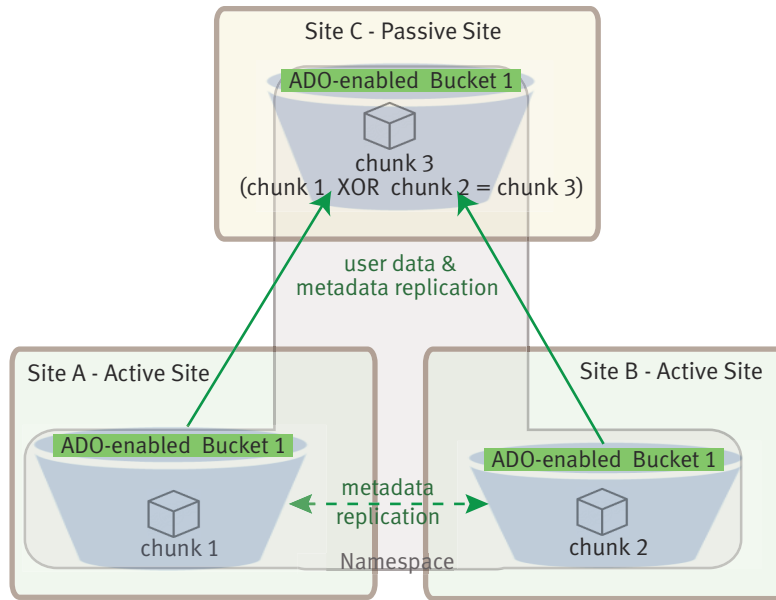 Site C - Passive Site
ADO-enabled Bucket 1
chunk 3
(chunk 1 XOR chunk 2 = chunk 3)
user data &
metadata replication
Site A - Active Site
Site B - Active Site
ADO-enabled Bucket 1
ADO-enabled Bucket 1
metadata
replication
chunk 1
chunk 2
Namespace